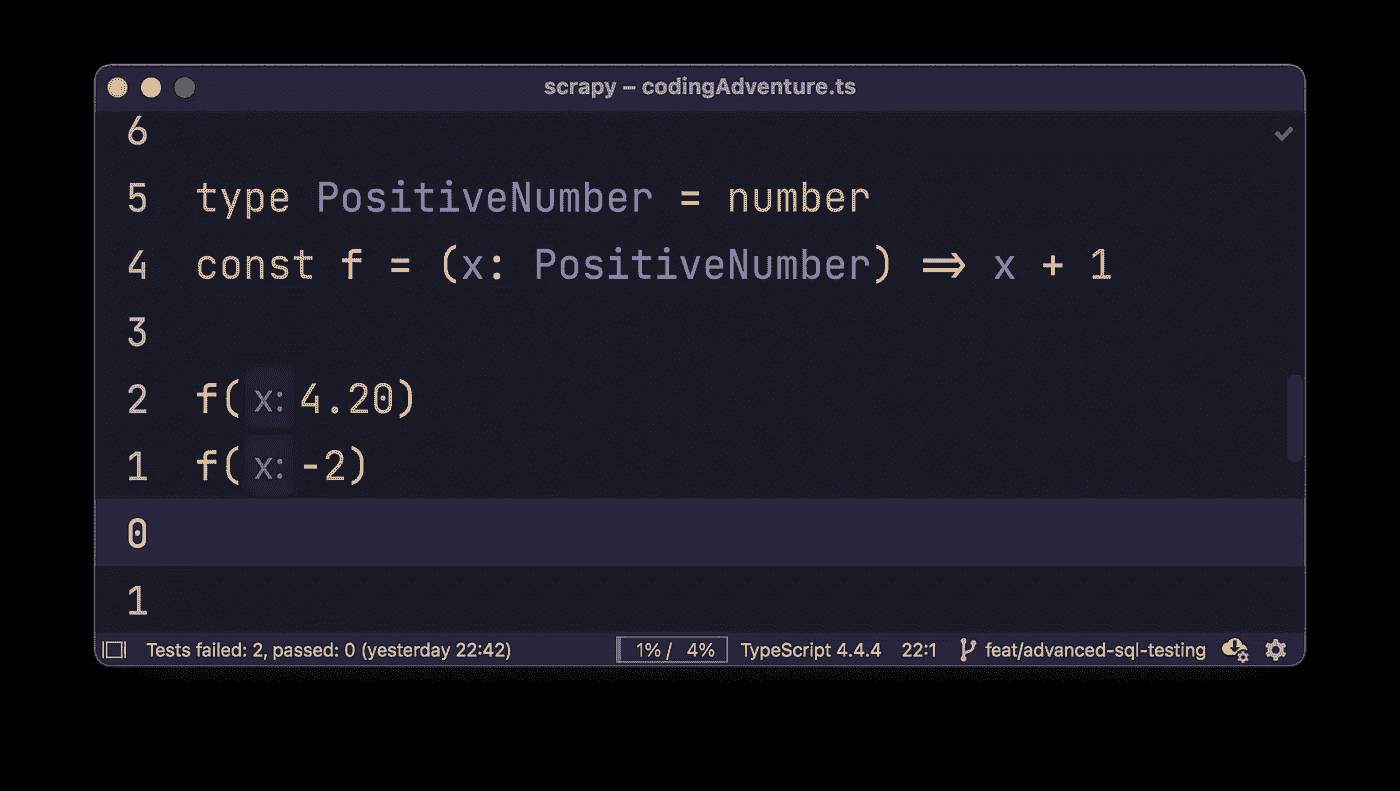 scrapy – codingAdventure.ts
6
5 type PositiveNumber = number
4 const f = (x: PositiveNumber) => x + 1
3
2 f( x: 4.20)
1 f( x: -2)
0
1
Tests failed: 2, passed: 0 (yesterday 22:42) 1% / 4% TypeScript 4.4.4 22:1 feat/advanced-sql-testing